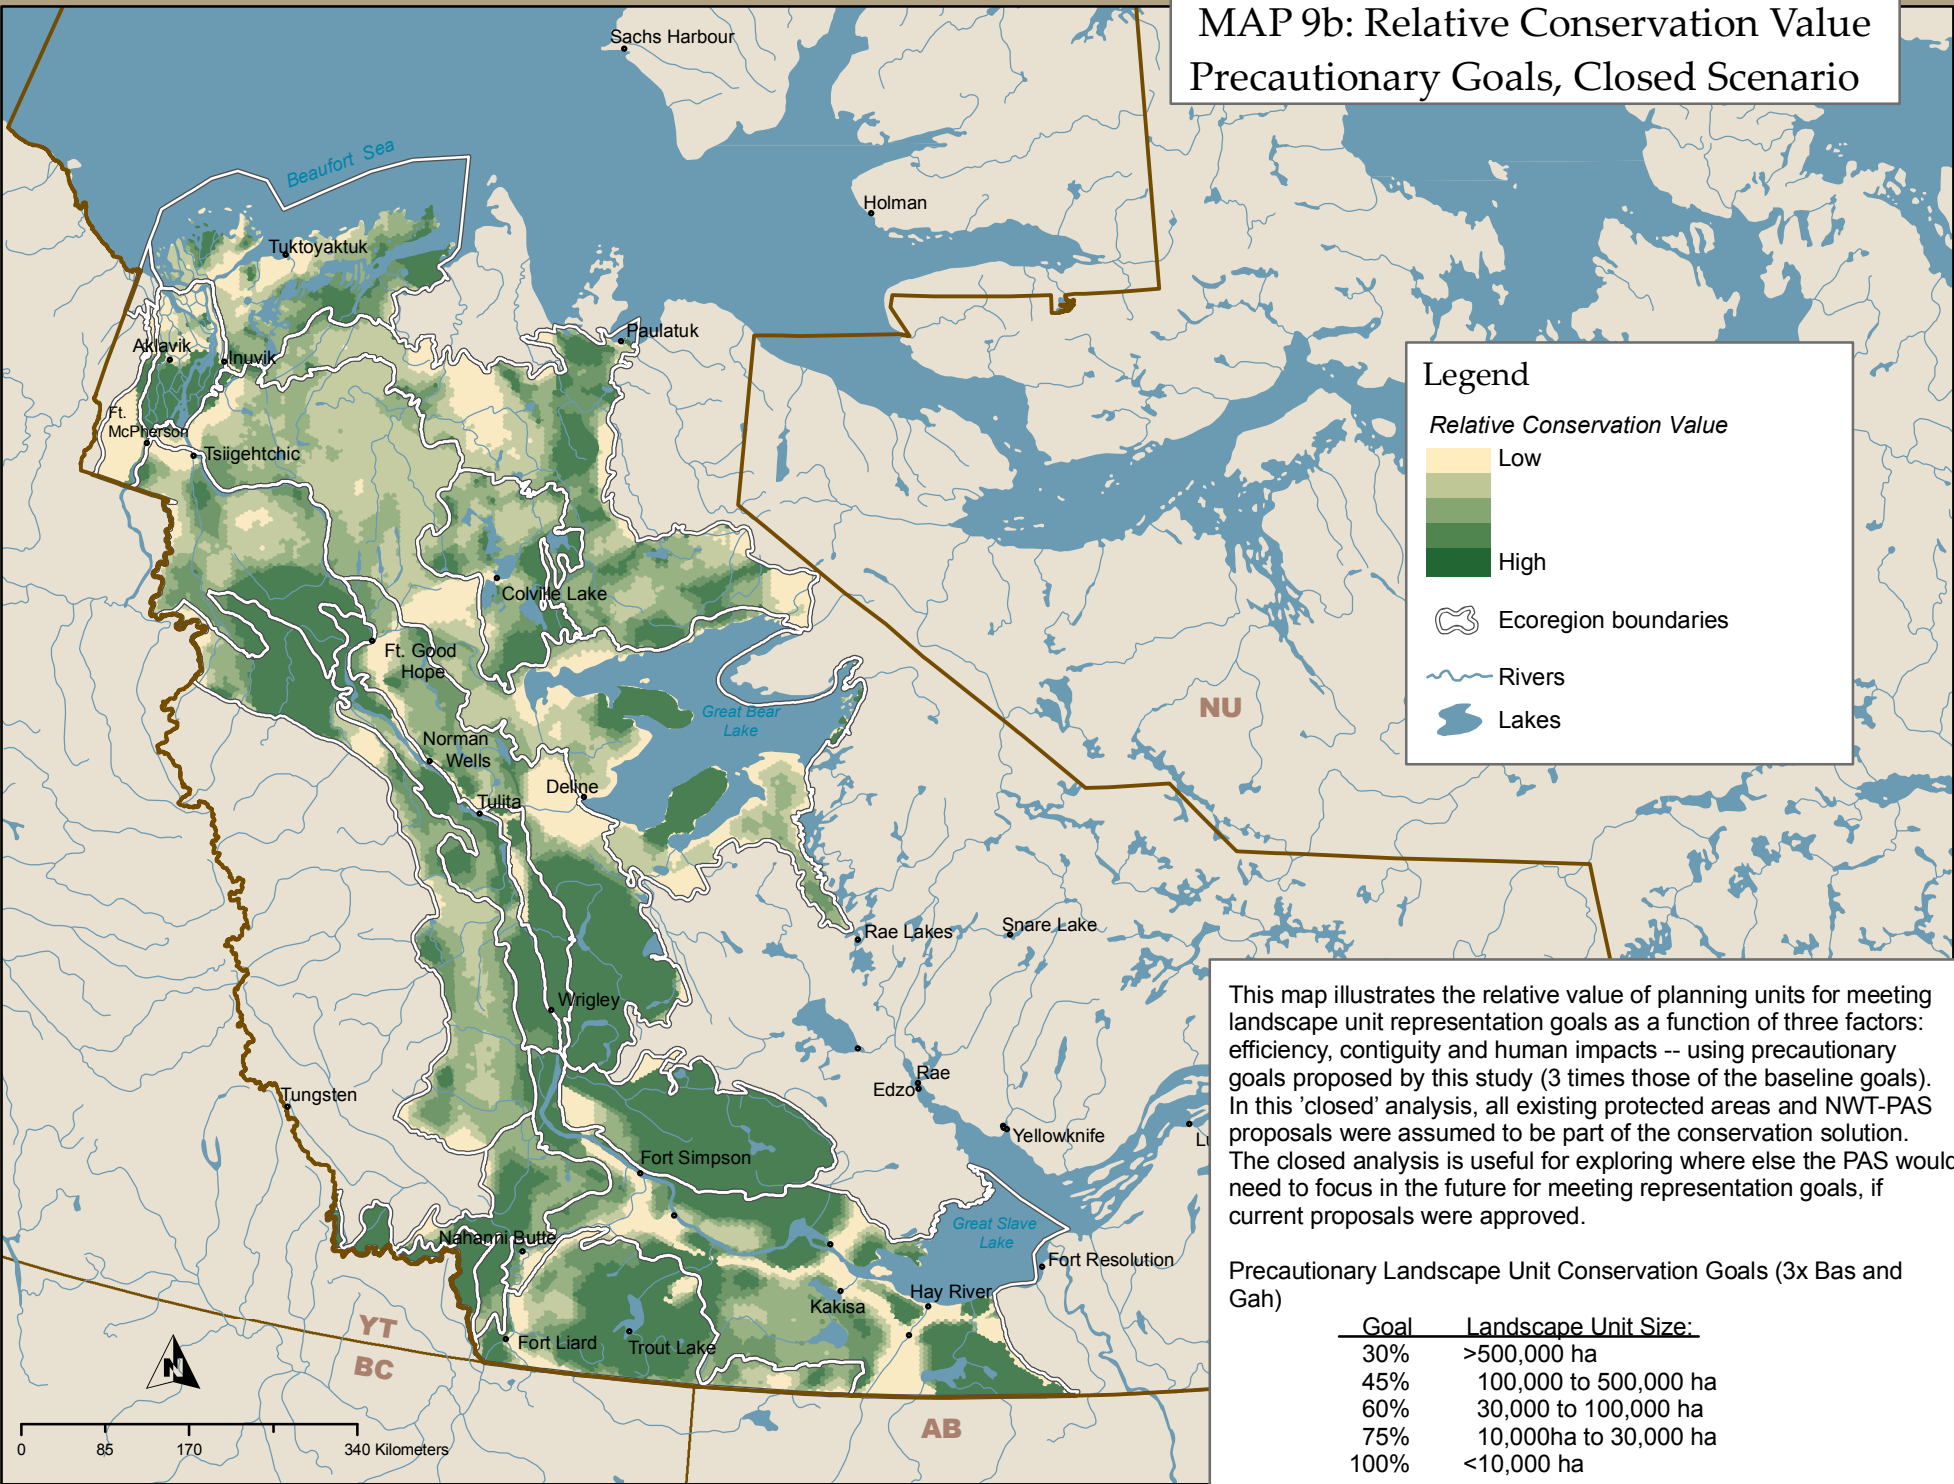 MAP 9b: Relative Conservation Value
Precautionary Goals, Closed Scenario
Sachs Harbour
Beaufort Sea
Holman
Tuktoyaktuk
Paulatuk
Aklavik
Inuvik
Ft.
McPherson
Tsiigehtchic
Colville Lake
Ft. Good
Hope
Great Bear
Lake
Norman
Wells
Deline
Tulita
NU
Legend
Relative Conservation Value
Low
High
Ecoregion boundaries
Rivers
Lakes
Rae Lakes
Snare Lake
Wrigley
Rae
Edzo
Tungsten
Yellowknife
Lu
Fort Simpson
Great Slave
Lake
Nahanni Butte
Fort Resolution
Kakisa
Hay River
Fort Liard
Trout Lake
YT
BC
AB
N
0 85 170 340 Kilometers
This map illustrates the relative value of planning units for meeting
landscape unit representation goals as a function of three factors:
efficiency, contiguity and human impacts -- using precautionary
goals proposed by this study (3 times those of the baseline goals).
In this 'closed' analysis, all existing protected areas and NWT-PAS
proposals were assumed to be part of the conservation solution.
The closed analysis is useful for exploring where else the PAS would
need to focus in the future for meeting representation goals, if
current proposals were approved.
Precautionary Landscape Unit Conservation Goals (3x Bas and
Gah)
Goal Landscape Unit Size:
30% >500,000 ha
45% 100,000 to 500,000 ha
60% 30,000 to 100,000 ha
75% 10,000ha to 30,000 ha
100% <10,000 ha